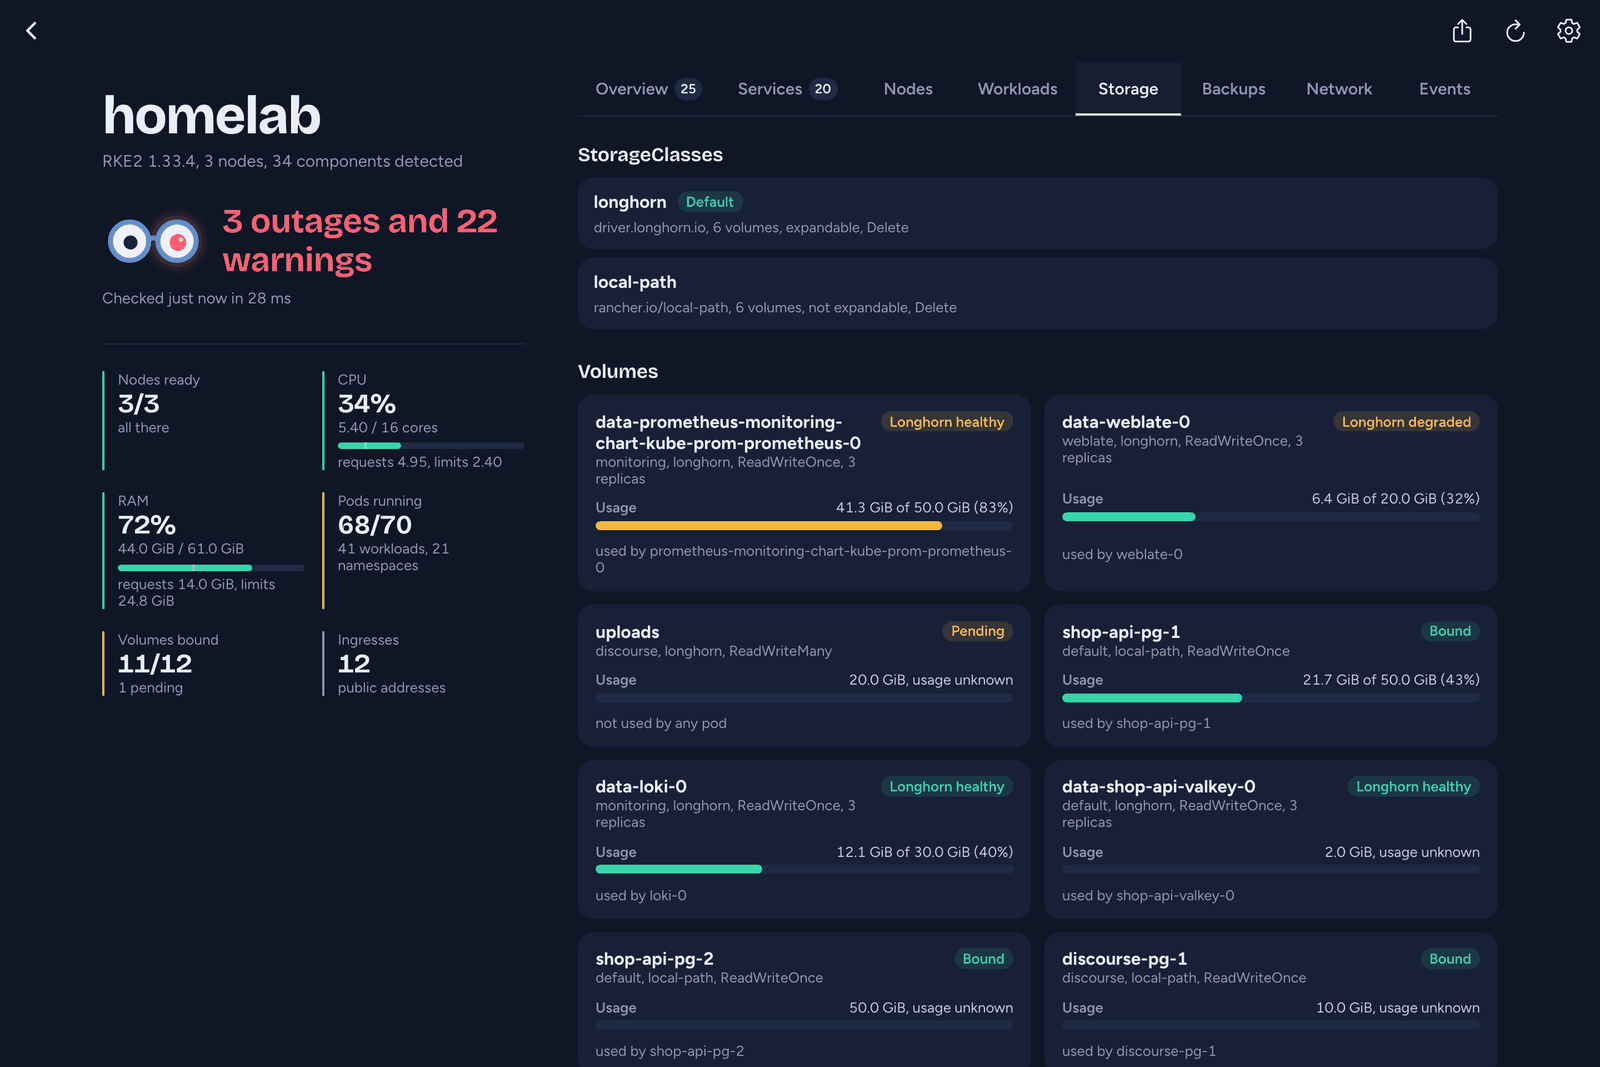 homelab
RKE2 1.33.4, 3 nodes, 34 components detected
3 outages and 22
warnings
Checked just now in 28 ms
Nodes ready
3/3
all there
CPU
34%
5.40 / 16 cores
requests 4.95, limits 2.40
RAM
72%
44.0 GiB / 61.0 GiB
requests 14.0 GiB, limits
24.8 GiB
Pods running
68/70
41 workloads, 21
namespaces
Volumes bound
11/12
1 pending
Ingresses
12
public addresses
Overview 25 Services 20 Nodes Workloads Storage Backups Network Events
StorageClasses
longhorn Default
driver.longhorn.io, 6 volumes, expandable, Delete
local-path
rancher.io/local-path, 6 volumes, not expandable, Delete
Volumes
data-prometheus-monitoring-
chart-kube-prom-prometheus-0
Longhorn healthy
monitoring, longhorn, ReadWriteOnce, 3
replicas
Usage 41.3 GiB of 50.0 GiB (83%)
used by prometheus-monitoring-chart-kube-prom-prometheus-
0
data-weblate-0 Longhorn degraded
weblate, longhorn, ReadWriteOnce, 3
replicas
Usage 6.4 GiB of 20.0 GiB (32%)
used by weblate-0
uploads Pending
discourse, longhorn, ReadWriteMany
Usage 20.0 GiB, usage unknown
not used by any pod
shop-api-pg-1 Bound
default, local-path, ReadWriteOnce
Usage 21.7 GiB of 50.0 GiB (43%)
used by shop-api-pg-1
data-loki-0 Longhorn healthy
monitoring, longhorn, ReadWriteOnce, 3
replicas
Usage 12.1 GiB of 30.0 GiB (40%)
used by loki-0
data-shop-api-valkey-0 Longhorn healthy
default, longhorn, ReadWriteOnce, 3
replicas
Usage 2.0 GiB, usage unknown
used by shop-api-valkey-0
shop-api-pg-2 Bound
default, local-path, ReadWriteOnce
Usage 50.0 GiB, usage unknown
used by shop-api-pg-2
discourse-pg-1 Bound
discourse, local-path, ReadWriteOnce
Usage 10.0 GiB, usage unknown
used by discourse-pg-1